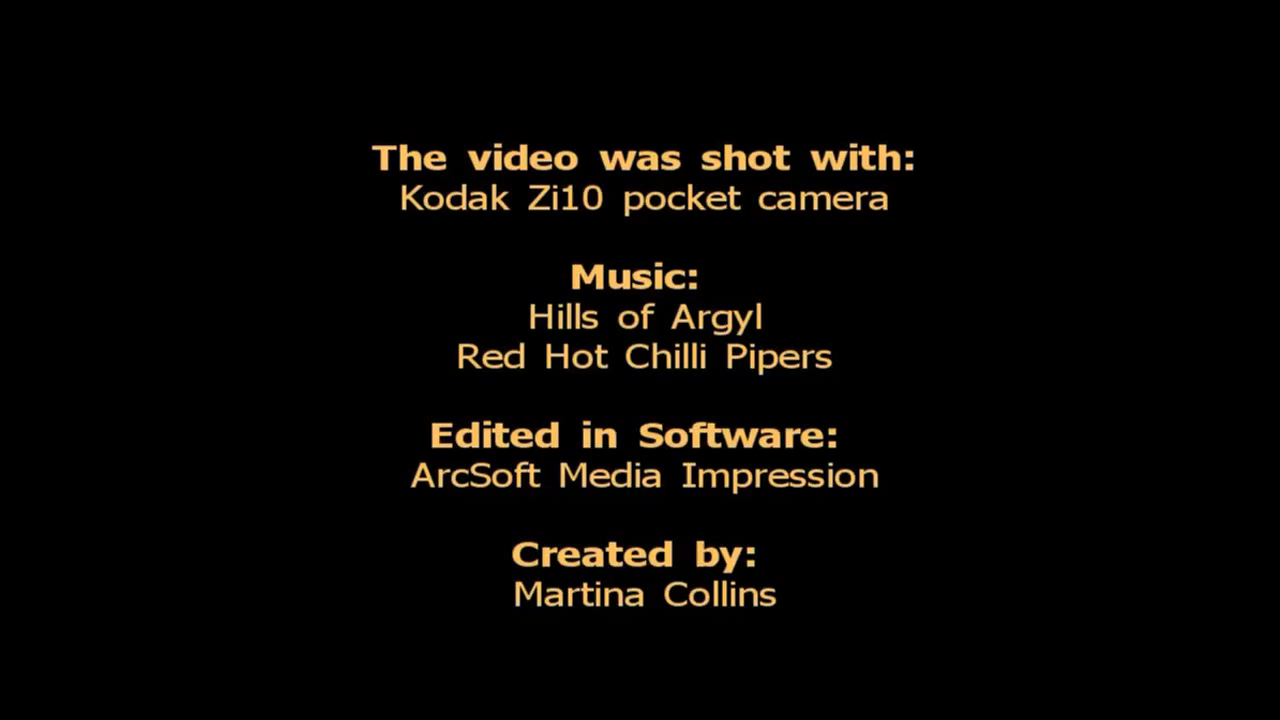 The video was shot with:
Kodak Zi10 pocket camera
Music:
Hills of Argyl
Red Hot Chilli Pipers
Edited in Software:
ArcSoft Media Impression
Created by:
Martina Collins